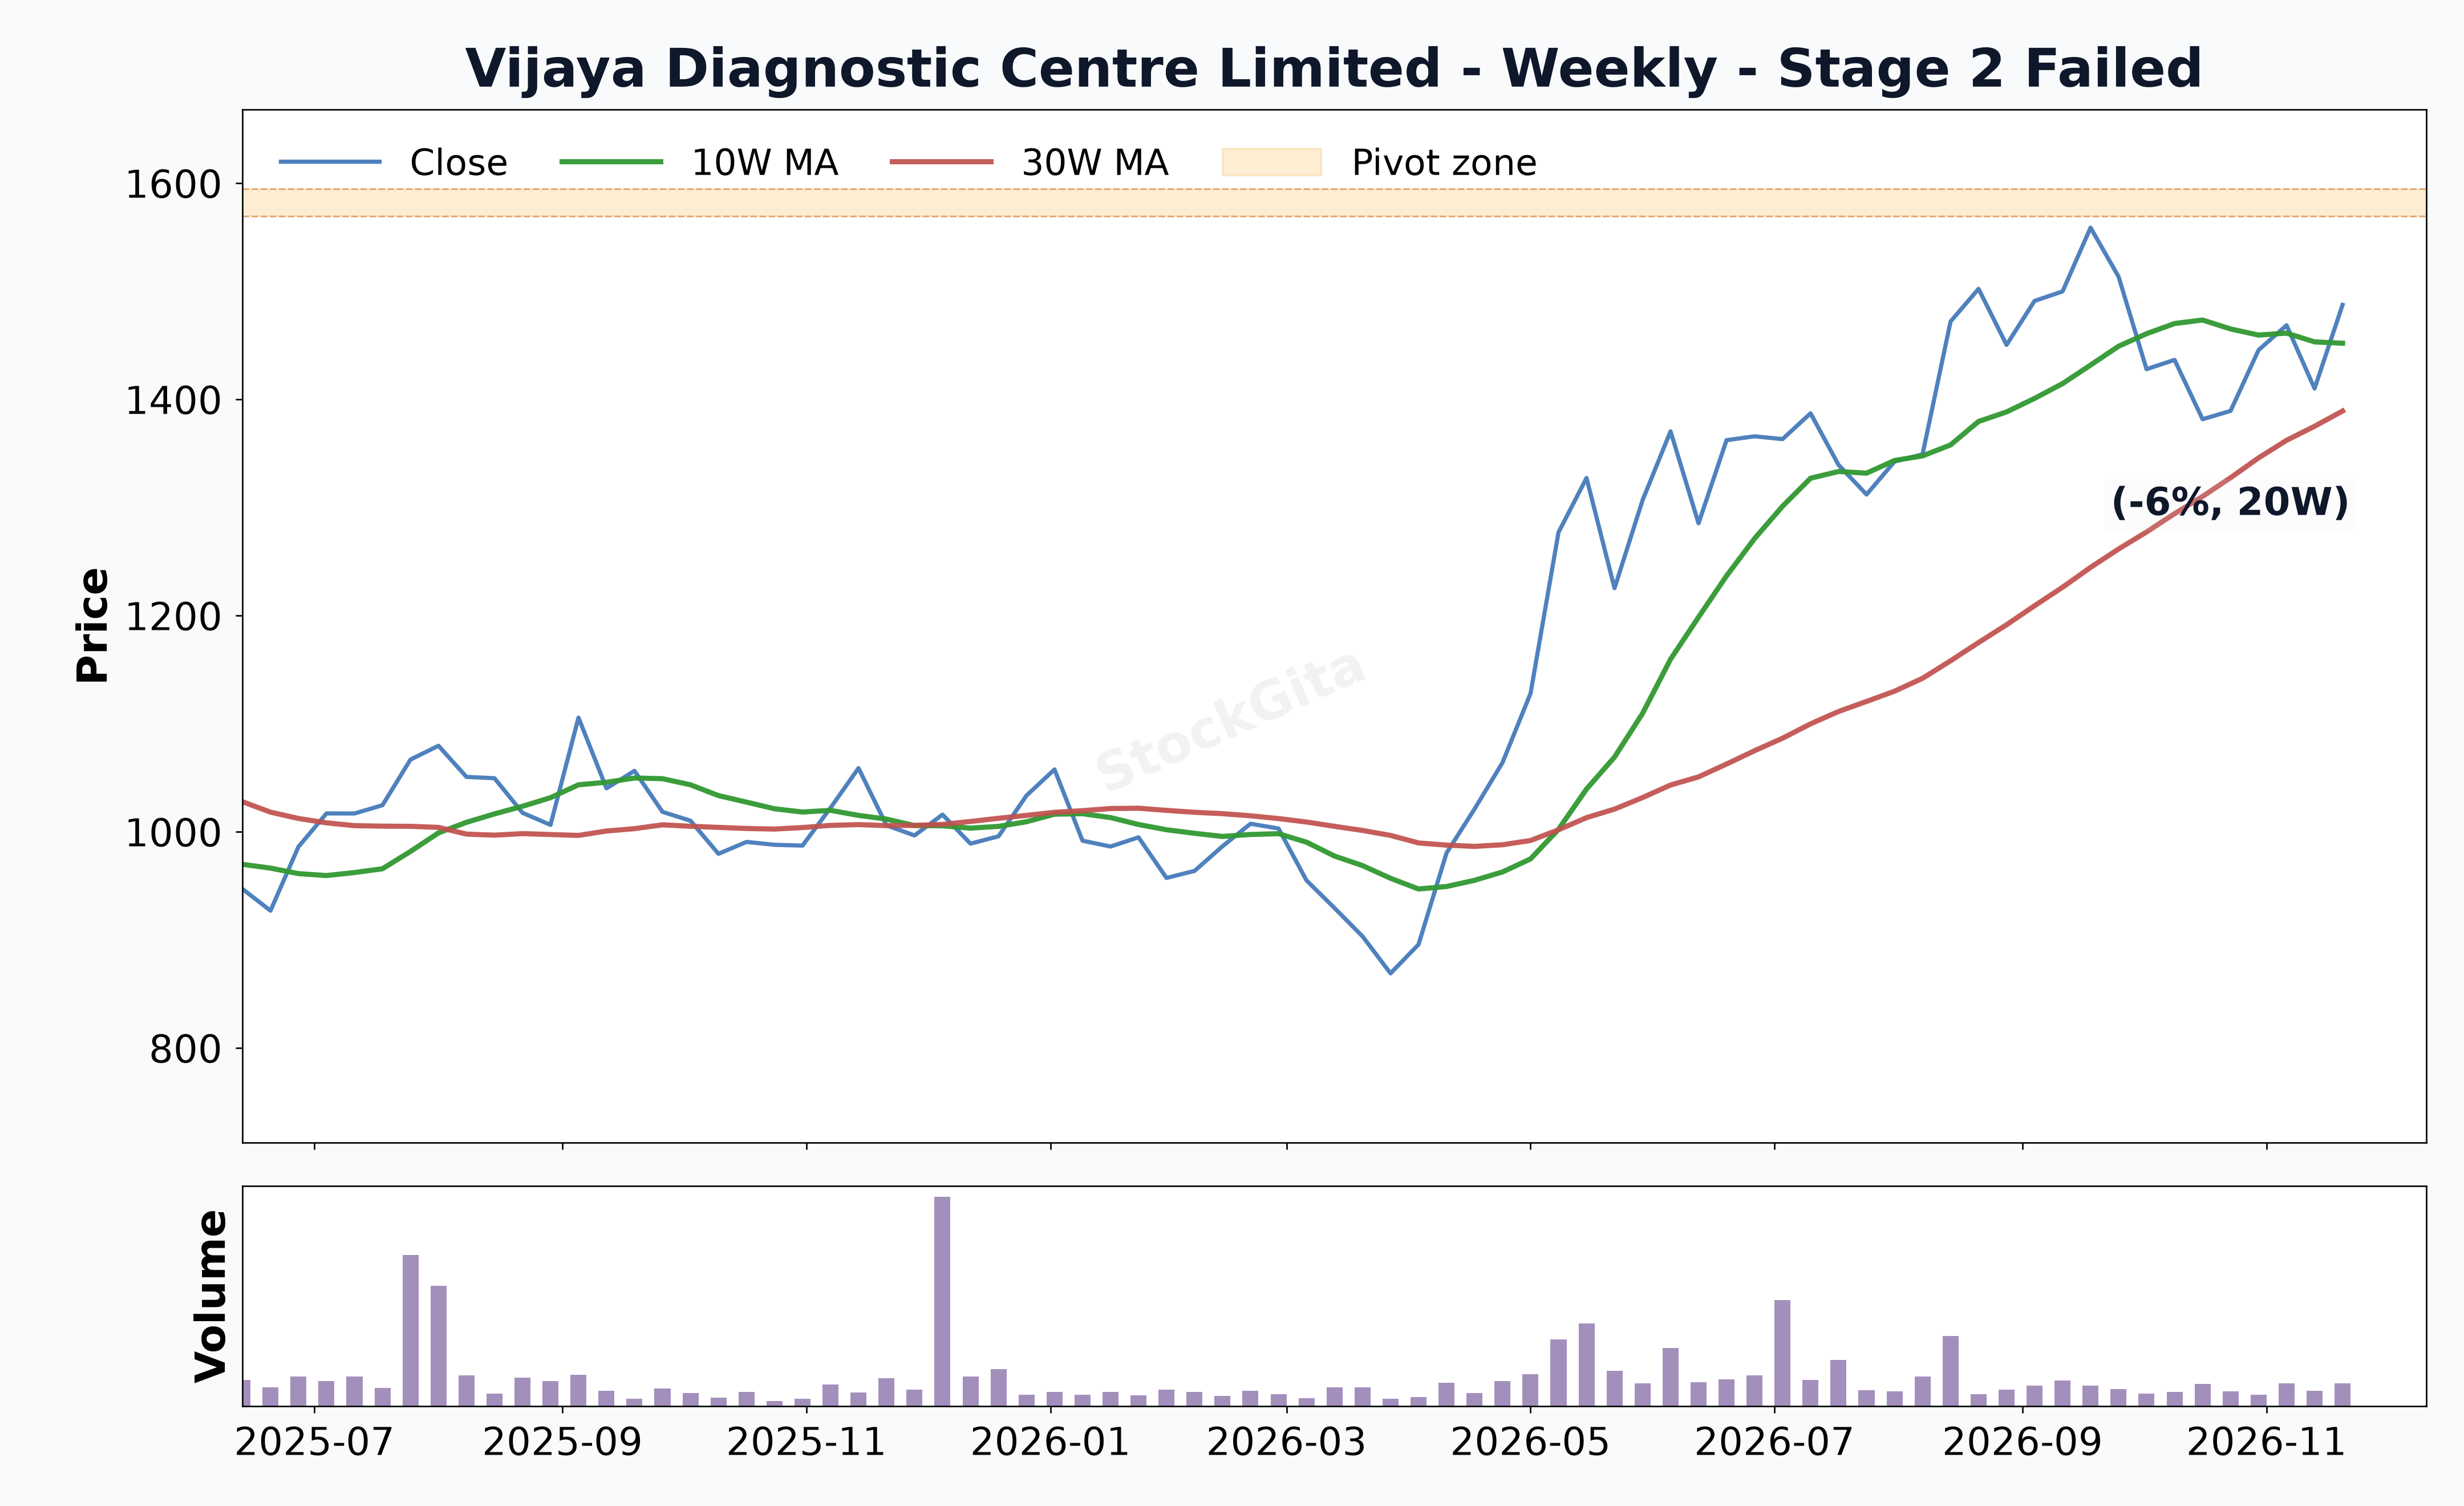 Vijaya Diagnostic Centre Limited - Weekly - Stage 2 Failed
Close 10W MA 30W MA Pivot zone
1600
1400
1200
1000
800
Price
(-6%, 20W)
StockGita
Volume
2025-07 2025-09 2025-11 2026-01 2026-03 2026-05 2026-07 2026-09 2026-11